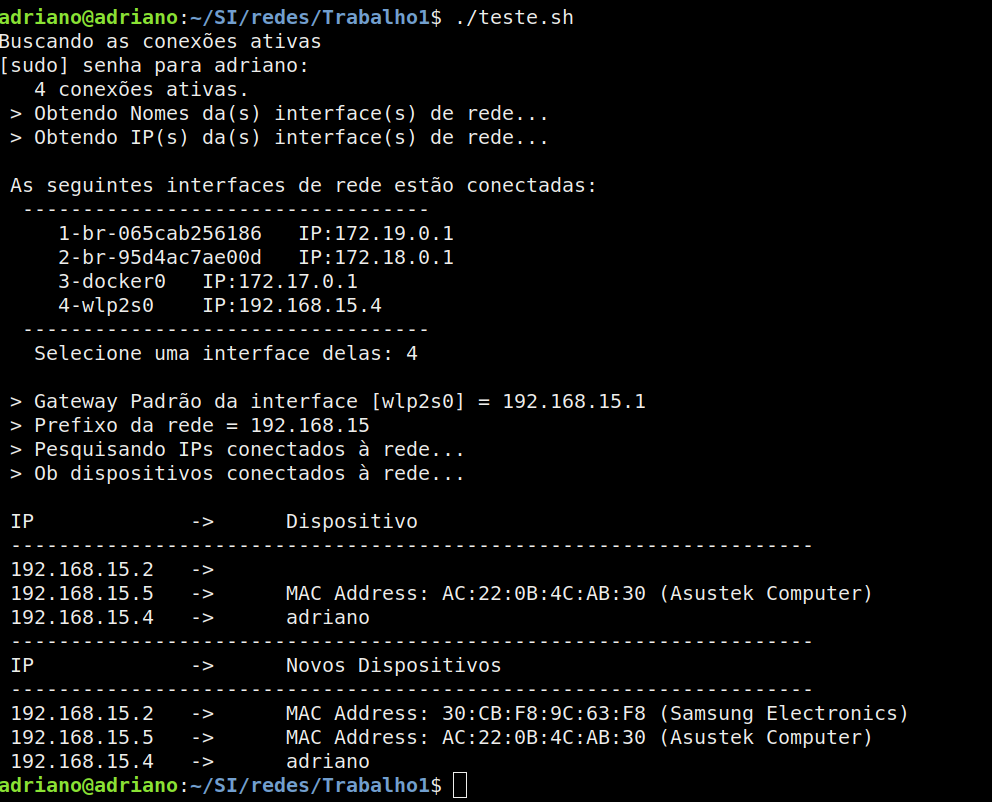 adriano@adriano:~/SI/redes/Trabalho1$ ./teste.sh
Buscando as conexões ativas
[sudo] senha para adriano:
   4 conexões ativas.
 > Obtendo Nomes da(s) interface(s) de rede...
 > Obtendo IP(s) da(s) interface(s) de rede...

 As seguintes interfaces de rede estão conectadas:
  ----------------------------------
     1-br-065cab256186   IP:172.19.0.1
     2-br-95d4ac7ae00d   IP:172.18.0.1
     3-docker0   IP:172.17.0.1
     4-wlp2s0    IP:192.168.15.4
  ----------------------------------
   Selecione uma interface delas: 4

 > Gateway Padrão da interface [wlp2s0] = 192.168.15.1
 > Prefixo da rede = 192.168.15
 > Pesquisando IPs conectados à rede...
 > Ob dispositivos conectados à rede...

 IP             ->      Dispositivo
 -------------------------------------------------------------------
 192.168.15.2   ->
 192.168.15.5   ->      MAC Address: AC:22:0B:4C:AB:30 (Asustek Computer)
 192.168.15.4   ->      adriano
 -------------------------------------------------------------------
 IP             ->      Novos Dispositivos
 -------------------------------------------------------------------
 192.168.15.2   ->      MAC Address: 30:CB:F8:9C:63:F8 (Samsung Electronics)
 192.168.15.5   ->      MAC Address: AC:22:0B:4C:AB:30 (Asustek Computer)
 192.168.15.4   ->      adriano
adriano@adriano:~/SI/redes/Trabalho1$